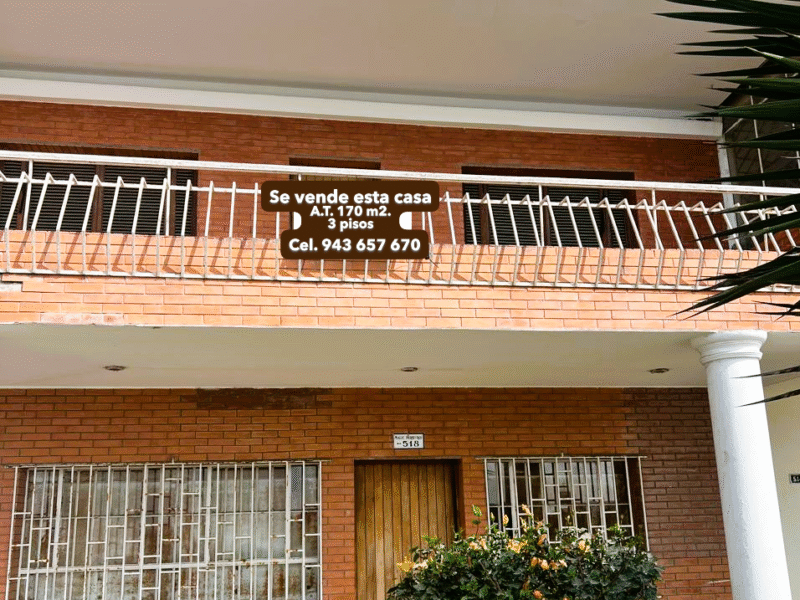 Se vende esta casa
A.T. 170 m2.
3 pisos
Cel. 943 657 670
518